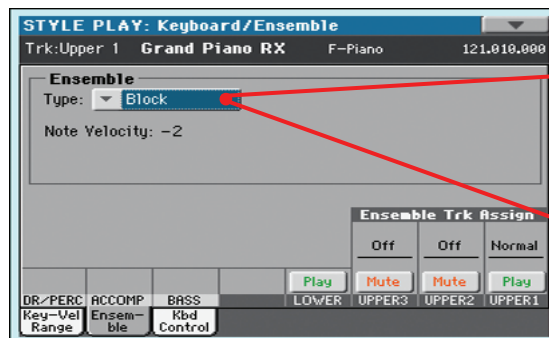 STYLE PLAY: Keyboard/Ensemble
Trk:Upper 1 Grand Piano RX F-Piano 121.010.000
Ensemble
Type: Block
Note Velocity: -2
Ensemble Trk Assign
Off Off Normal
Play Mute Mute Play
DR/PERC ACCOMP BASS LOWER UPPER3 UPPER2 UPPER1
Key-Vel Range Ensem-ble Kbd Control